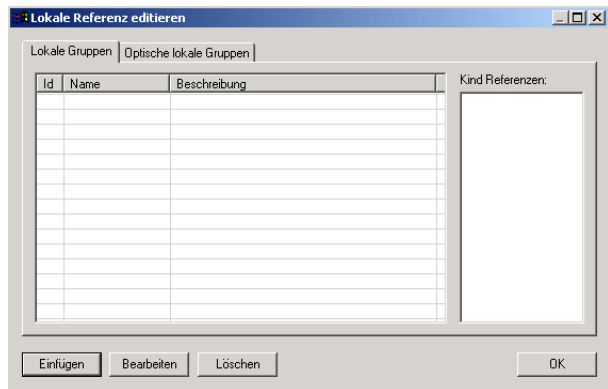 Lokale Referenz editieren
Lokale Gruppen Optische lokale Gruppen
Id Name Beschreibung
Kind Referenzen:
Einfügen Bearbeiten Löschen OK